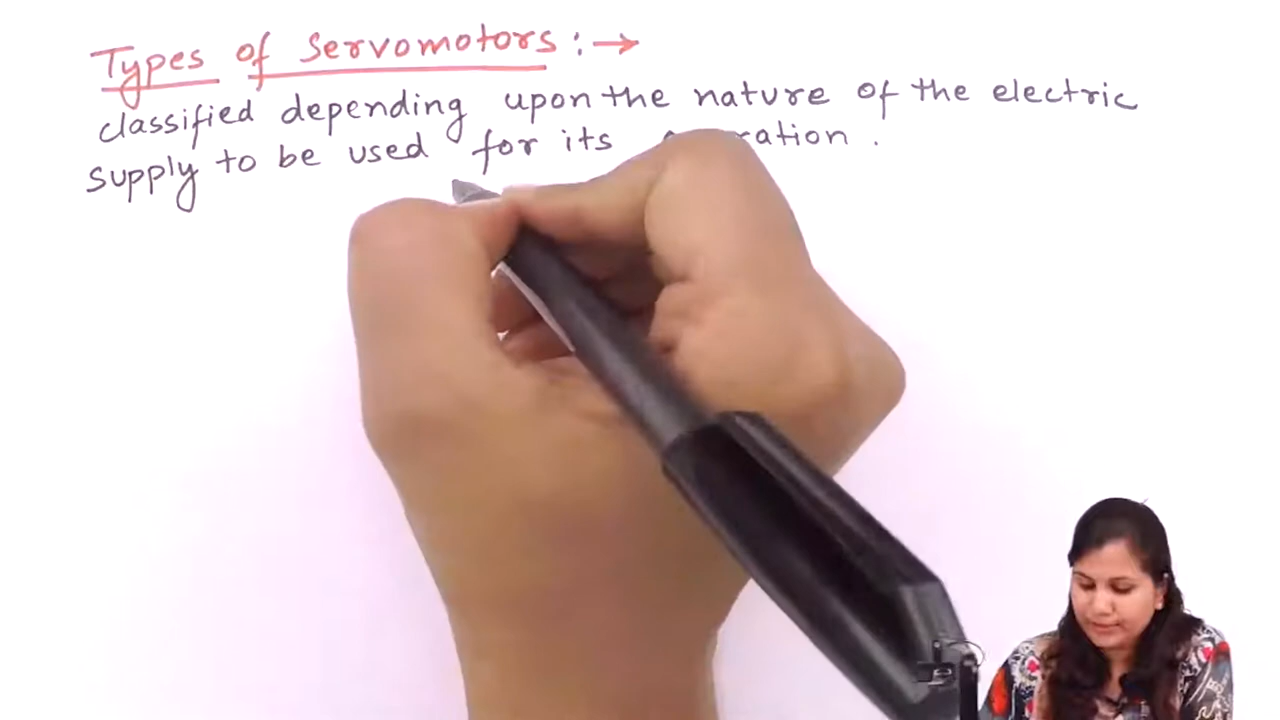 Types of servomotors :→
classified depending upon the nature of the electric
supply to be used for its